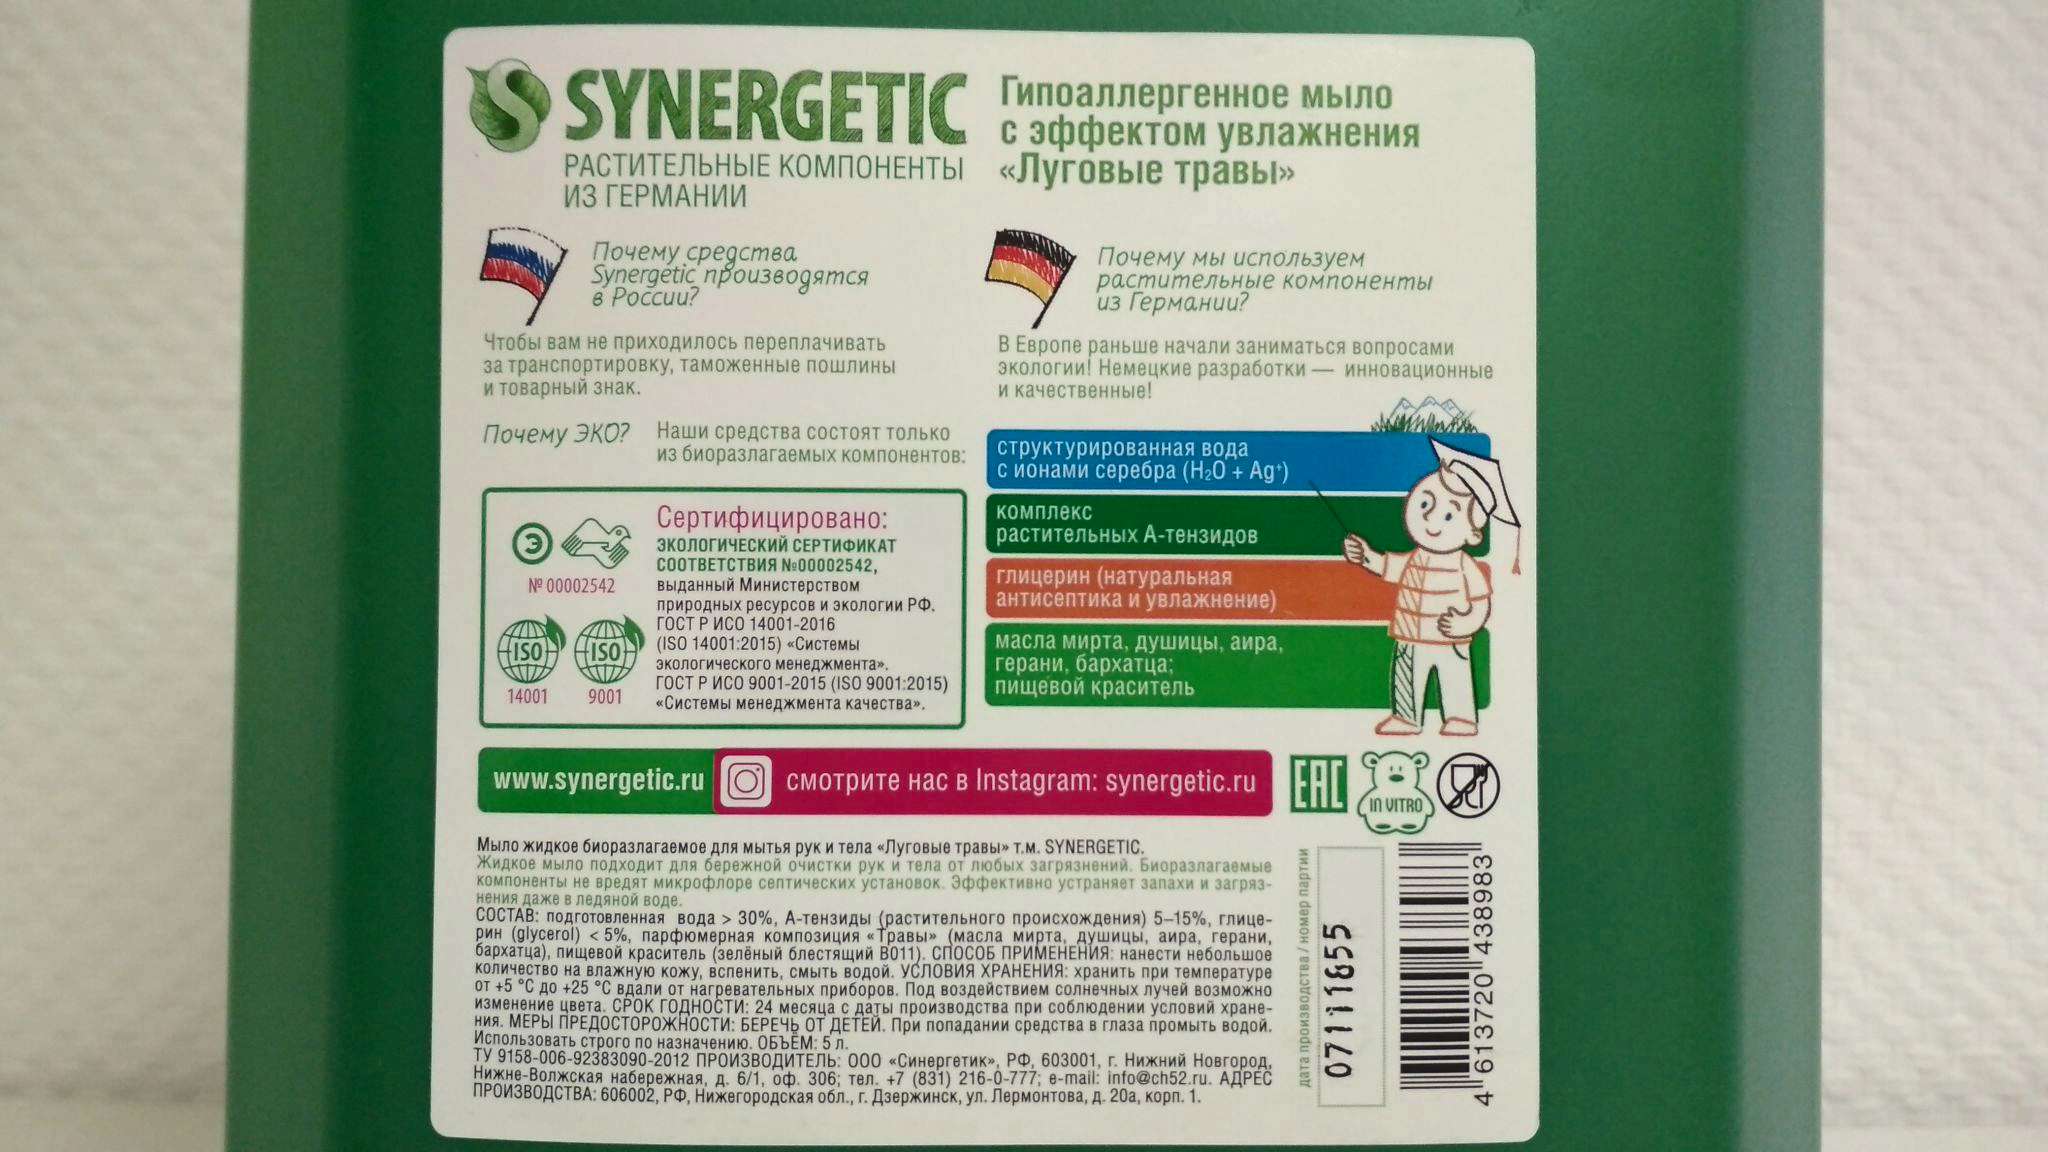 SYNERGETIC
РАСТИТЕЛЬНЫЕ КОМПОНЕНТЫ
ИЗ ГЕРМАНИИ
Гипоаллергенное мыло
с эффектом увлажнения
«Луговые травы»
Почему средства
Synergetic производятся
в России?
Чтобы вам не приходилось переплачивать
за транспортировку, таможенные пошлины
и товарный знак.
Почему мы используем
растительные компоненты
из Германии?
В Европе раньше начали заниматься вопросами
экологии! Немецкие разработки — инновационные
и качественные!
Почему ЭКО?
Наши средства состоят только
из биоразлагаемых компонентов:
структурированная вода
с ионами серебра (H₂O + Ag⁺)
комплекс
растительных А-тензидов
глицерин (натуральная
антисептика и увлажнение)
масла мирта, душицы, аира,
герани, бархатца;
пищевой краситель
Э
№ 00002542
ISO
14001
ISO
9001
Сертифицировано:
ЭКОЛОГИЧЕСКИЙ СЕРТИФИКАТ
СООТВЕТСТВИЯ №00002542,
выданный Министерством
природных ресурсов и экологии РФ.
ГОСТ Р ИСО 14001-2016
(ISO 14001:2015) «Системы
экологического менеджмента».
ГОСТ Р ИСО 9001-2015 (ISO 9001:2015)
«Системы менеджмента качества».
www.synergetic.ru
смотрите нас в Instagram: synergetic.ru
EAC
IN VITRO
Мыло жидкое биоразлагаемое для мытья рук и тела «Луговые травы» т.м. SYNERGETIC.
Жидкое мыло подходит для бережной очистки рук и тела от любых загрязнений. Биоразлагаемые
компоненты не вредят микрофлоре септических установок. Эффективно устраняет запахи и загряз-
нения даже в ледяной воде.
СОСТАВ: подготовленная вода > 30%, А-тензиды (растительного происхождения) 5–15%, глице-
рин (glycerol) < 5%, парфюмерная композиция «Травы» (масла мирта, душицы, аира, герани,
бархатца), пищевой краситель (зелёный блестящий В011). СПОСОБ ПРИМЕНЕНИЯ: нанести небольшое
количество на влажную кожу, вспенить, смыть водой. УСЛОВИЯ ХРАНЕНИЯ: хранить при температуре
от +5 °С до +25 °С вдали от нагревательных приборов. Под воздействием солнечных лучей возможно
изменение цвета. СРОК ГОДНОСТИ: 24 месяца с даты производства при соблюдении условий хране-
ния. МЕРЫ ПРЕДОСТОРОЖНОСТИ: БЕРЕЧЬ ОТ ДЕТЕЙ. При попадании средства в глаза промыть водой.
Использовать строго по назначению. ОБЪЁМ: 5 л.
ТУ 9158-006-92383090-2012 ПРОИЗВОДИТЕЛЬ: ООО «Синергетик», РФ, 603001, г. Нижний Новгород,
Нижне-Волжская набережная, д. 6/1, оф. 306; тел. +7 (831) 216-0-777; e-mail: info@ch52.ru. АДРЕС
ПРОИЗВОДСТВА: 606002, РФ, Нижегородская обл., г. Дзержинск, ул. Лермонтова, д. 20а, корп. 1.
дата производства / номер партии
07111855
4 613720 438983